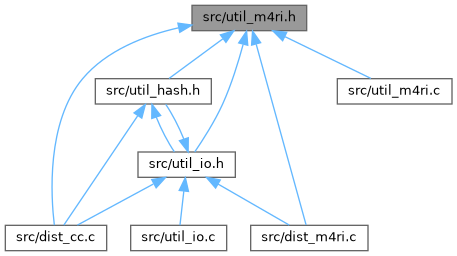 src/util_m4ri.h
src/util_hash.h
src/util_m4ri.c
src/util_io.h
src/dist_cc.c
src/util_io.c
src/dist_m4ri.c